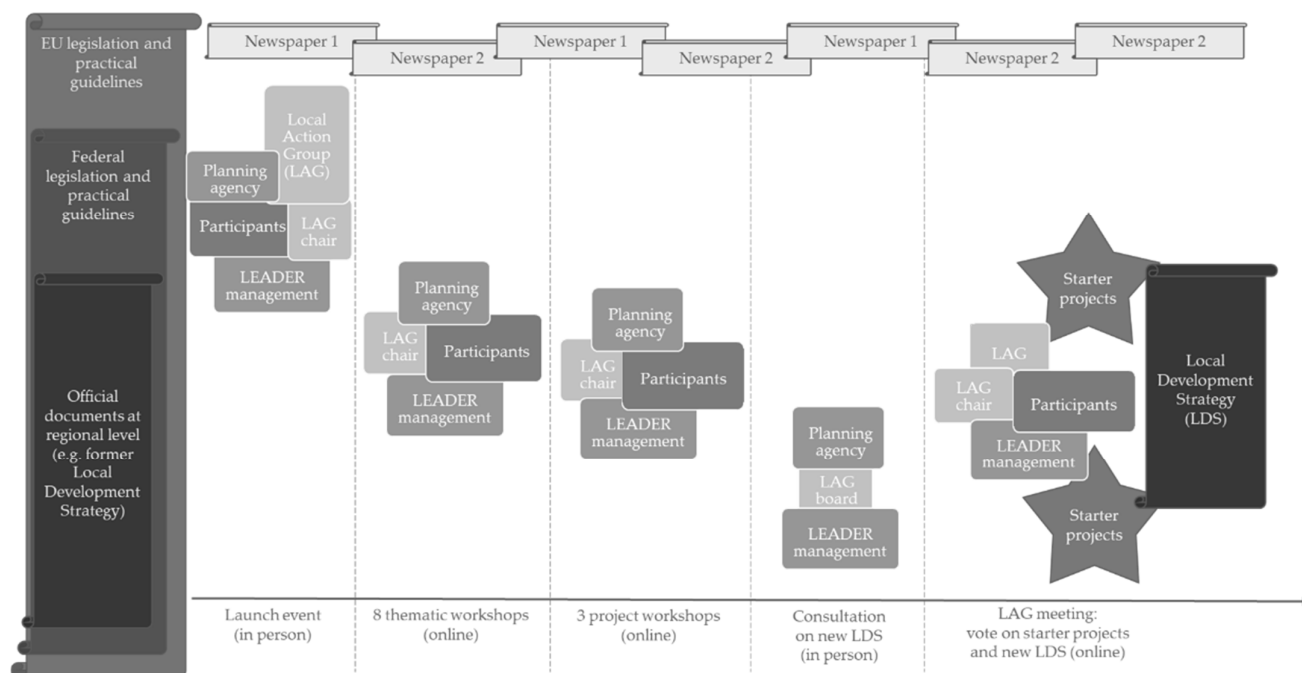 EU legislation and
practical
guidelines
Federal
legislation and
practical
guidelines
Official
documents at
regional level
(e.g. former
Local
Development
Strategy)
Newspaper 1
Newspaper 2
Newspaper 1
Newspaper 2
Newspaper 1
Newspaper 2
Newspaper 2
Local
Action
Group
(LAG)
Planning
agency
Participants
LAG
chair
LEADER
management
Planning
agency
LAG
chair
Participants
LEADER
management
Planning
agency
LAG
chair
Participants
LEADER
management
Planning
agency
LAG
board
LEADER
management
Starter
projects
LAG
LAG
chair
Participants
LEADER
management
Starter
projects
Local
Development
Strategy
(LDS)
Launch event
(in person)
8 thematic workshops
(online)
3 project workshops
(online)
Consultation
on new LDS
(in person)
LAG meeting:
vote on starter projects
and new LDS (online)